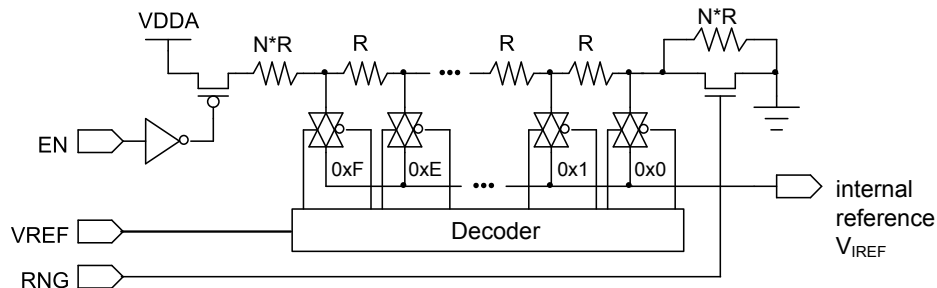 VDDA
N*R
R
R
R
N*R
•••
EN
0xF
0xE
0x1
0x0
•••
internal
reference
VIREF
VREF
Decoder
RNG